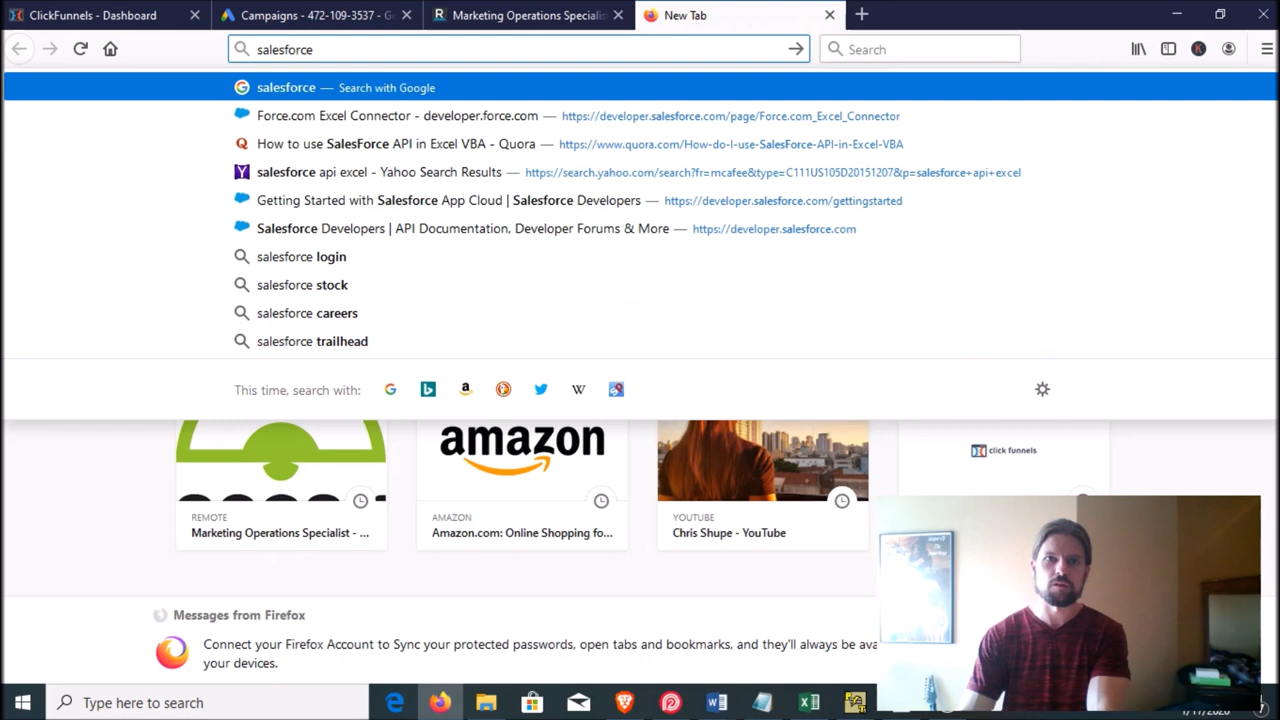 ClickFunnels - Dashboard
Campaigns - 472-109-3537 - G
Marketing Operations Specialis
New Tab
salesforce
Search
salesforce — Search with Google
Force.com Excel Connector - developer.force.com — https://developer.salesforce.com/page/Force.com_Excel_Connector
How to use SalesForce API in Excel VBA - Quora — https://www.quora.com/How-do-I-use-SalesForce-API-in-Excel-VBA
salesforce api excel - Yahoo Search Results — https://search.yahoo.com/search?fr=mcafee&type=C111US105D20151207&p=salesforce+api+excel
Getting Started with Salesforce App Cloud | Salesforce Developers — https://developer.salesforce.com/gettingstarted
Salesforce Developers | API Documentation, Developer Forums & More — https://developer.salesforce.com
salesforce login
salesforce stock
salesforce careers
salesforce trailhead
This time, search with:
amazon
click funnels
REMOTE
Marketing Operations Specialist - ...
AMAZON
Amazon.com: Online Shopping fo...
YOUTUBE
Chris Shupe - YouTube
Messages from Firefox
Connect your Firefox Account to Sync your protected passwords, open tabs and bookmarks, and they'll always be ava
your devices.
Type here to search